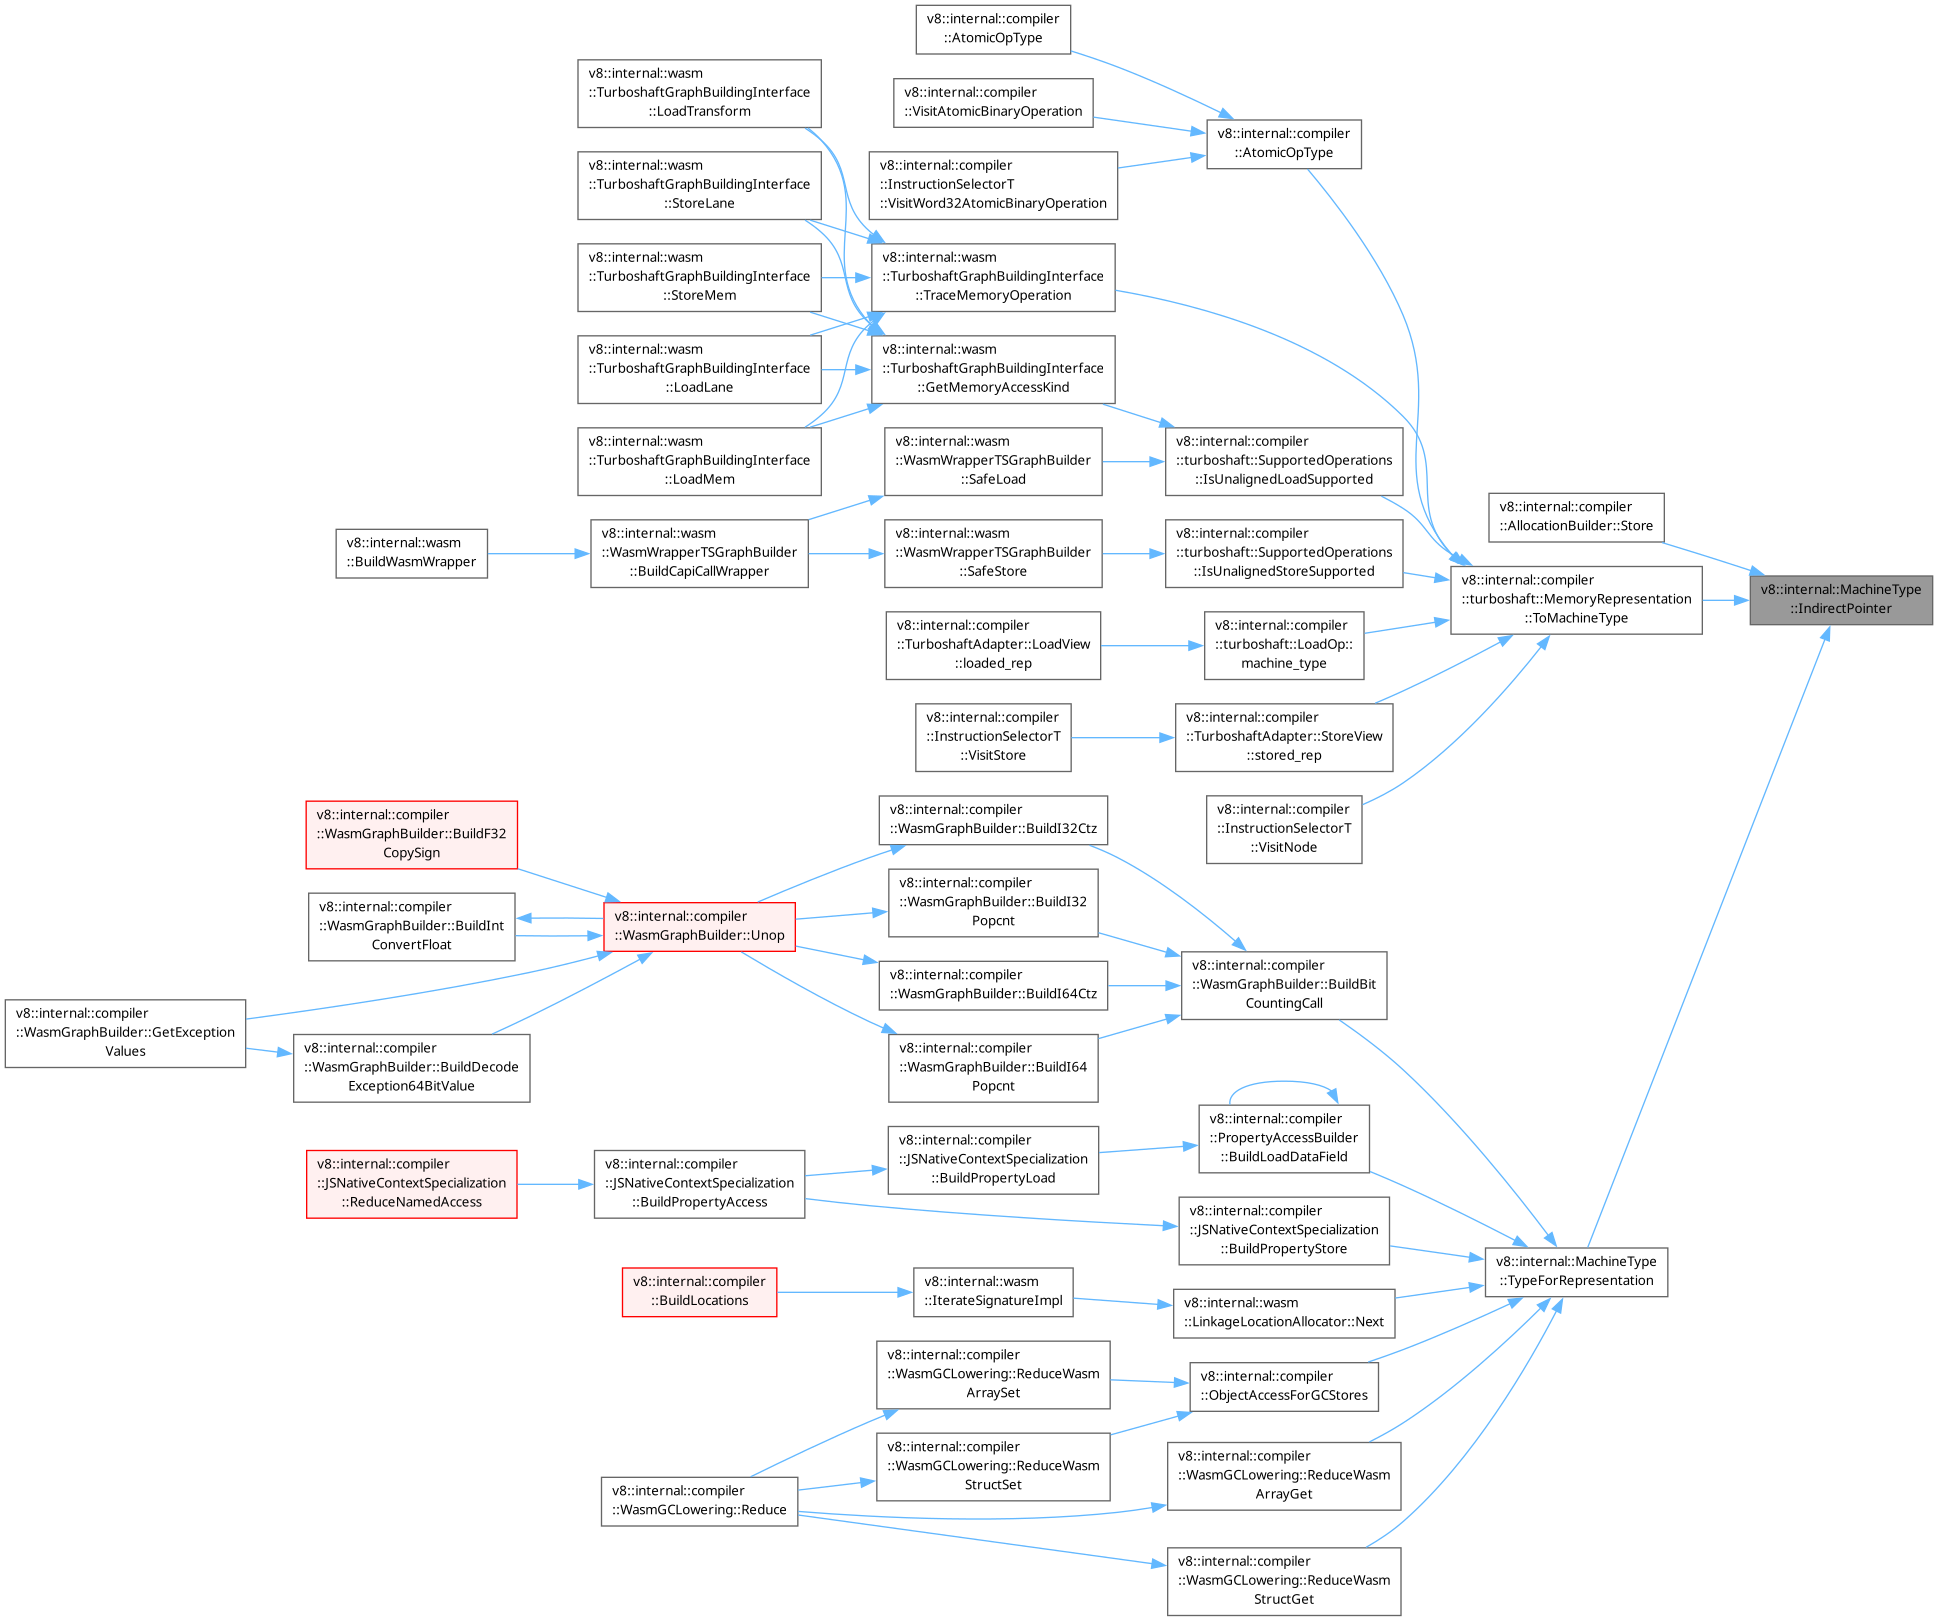 v8::internal::compiler
::AtomicOpType
v8::internal::wasm
::TurboshaftGraphBuildingInterface
::LoadTransform
v8::internal::compiler
::VisitAtomicBinaryOperation
v8::internal::compiler
::AtomicOpType
v8::internal::wasm
::TurboshaftGraphBuildingInterface
::StoreLane
v8::internal::compiler
::InstructionSelectorT
::VisitWord32AtomicBinaryOperation
v8::internal::wasm
::TurboshaftGraphBuildingInterface
::StoreMem
v8::internal::wasm
::TurboshaftGraphBuildingInterface
::TraceMemoryOperation
v8::internal::wasm
::TurboshaftGraphBuildingInterface
::LoadLane
v8::internal::wasm
::TurboshaftGraphBuildingInterface
::GetMemoryAccessKind
v8::internal::wasm
::TurboshaftGraphBuildingInterface
::LoadMem
v8::internal::wasm
::WasmWrapperTSGraphBuilder
::SafeLoad
v8::internal::compiler
::turboshaft::SupportedOperations
::IsUnalignedLoadSupported
v8::internal::compiler
::AllocationBuilder::Store
v8::internal::wasm
::BuildWasmWrapper
v8::internal::wasm
::WasmWrapperTSGraphBuilder
::BuildCapiCallWrapper
v8::internal::wasm
::WasmWrapperTSGraphBuilder
::SafeStore
v8::internal::compiler
::turboshaft::SupportedOperations
::IsUnalignedStoreSupported
v8::internal::compiler
::turboshaft::MemoryRepresentation
::ToMachineType
v8::internal::MachineType
::IndirectPointer
v8::internal::compiler
::TurboshaftAdapter::LoadView
::loaded_rep
v8::internal::compiler
::turboshaft::LoadOp::
machine_type
v8::internal::compiler
::InstructionSelectorT
::VisitStore
v8::internal::compiler
::TurboshaftAdapter::StoreView
::stored_rep
v8::internal::compiler
::InstructionSelectorT
::VisitNode
v8::internal::compiler
::WasmGraphBuilder::BuildF32
CopySign
v8::internal::compiler
::WasmGraphBuilder::BuildI32Ctz
v8::internal::compiler
::WasmGraphBuilder::BuildInt
ConvertFloat
v8::internal::compiler
::WasmGraphBuilder::Unop
v8::internal::compiler
::WasmGraphBuilder::BuildI32
Popcnt
v8::internal::compiler
::WasmGraphBuilder::BuildI64Ctz
v8::internal::compiler
::WasmGraphBuilder::BuildBit
CountingCall
v8::internal::compiler
::WasmGraphBuilder::GetException
Values
v8::internal::compiler
::WasmGraphBuilder::BuildDecode
Exception64BitValue
v8::internal::compiler
::WasmGraphBuilder::BuildI64
Popcnt
v8::internal::compiler
::PropertyAccessBuilder
::BuildLoadDataField
v8::internal::compiler
::JSNativeContextSpecialization
::ReduceNamedAccess
v8::internal::compiler
::JSNativeContextSpecialization
::BuildPropertyAccess
v8::internal::compiler
::JSNativeContextSpecialization
::BuildPropertyLoad
v8::internal::compiler
::JSNativeContextSpecialization
::BuildPropertyStore
v8::internal::MachineType
::TypeForRepresentation
v8::internal::compiler
::BuildLocations
v8::internal::wasm
::IterateSignatureImpl
v8::internal::wasm
::LinkageLocationAllocator::Next
v8::internal::compiler
::WasmGCLowering::ReduceWasm
ArraySet
v8::internal::compiler
::ObjectAccessForGCStores
v8::internal::compiler
::WasmGCLowering::ReduceWasm
StructSet
v8::internal::compiler
::WasmGCLowering::ReduceWasm
ArrayGet
v8::internal::compiler
::WasmGCLowering::Reduce
v8::internal::compiler
::WasmGCLowering::ReduceWasm
StructGet